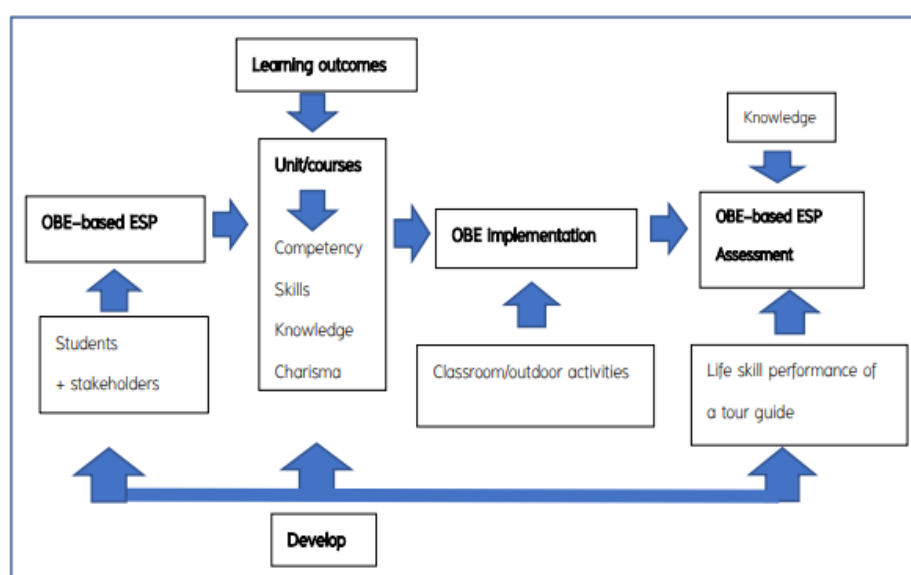 Learning outcomes
Knowledge
Unit/courses
Competency
Skills
Knowledge
Charisma
OBE-based ESP
OBE Implementation
OBE-based ESP
Assessment
Students
+ stakeholders
Classroom/outdoor activities
Life skill performance of
a tour guide
Develop